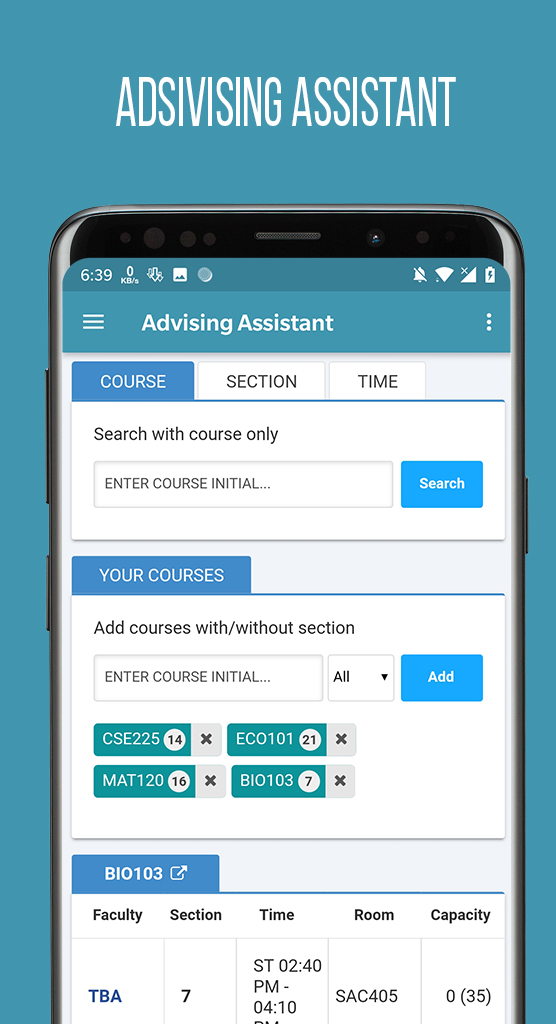 ADSIVISING ASSISTANT
6:39 0 KB/s
Advising Assistant
COURSE SECTION TIME
Search with course only
ENTER COURSE INITIAL... Search
YOUR COURSES
Add courses with/without section
ENTER COURSE INITIAL... All Add
CSE225 14 ECO101 21
MAT120 16 BIO103 7
BIO103
Faculty Section Time Room Capacity
TBA 7 ST 02:40 SAC405 0 (35)
PM -
04:10
PM